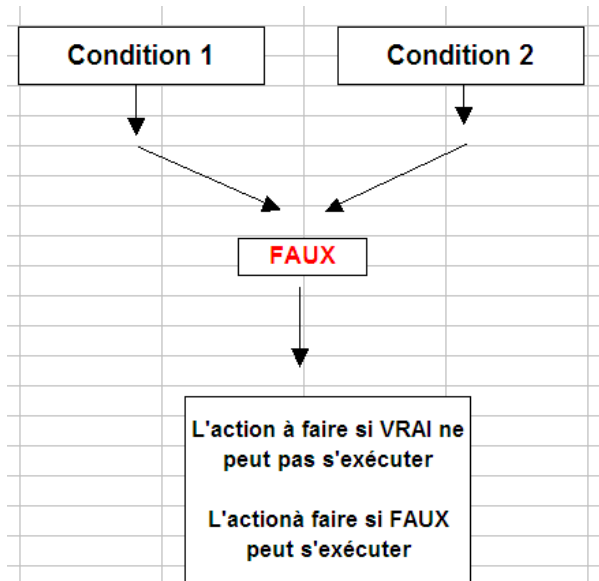 Condition 1
Condition 2
FAUX
L'action à faire si VRAI ne
peut pas s'exécuter
L'actionà faire si FAUX
peut s'exécuter